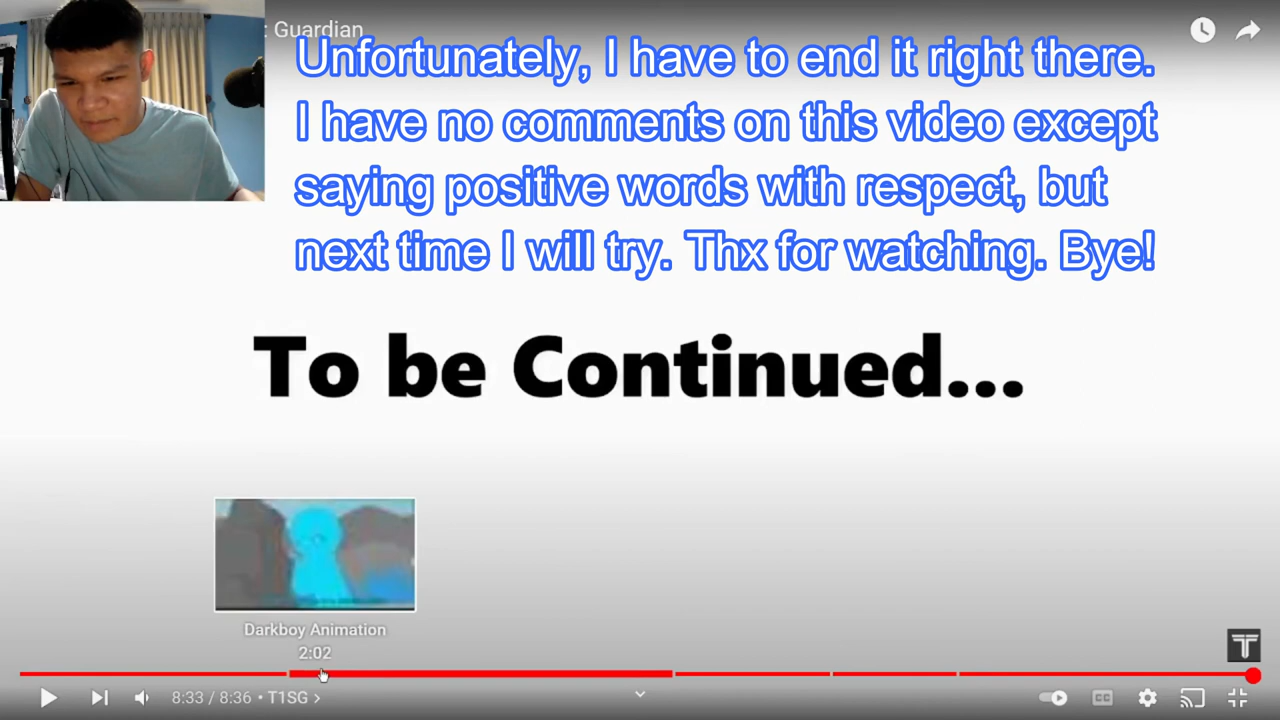 : Guardian
Unfortunately, I have to end it right there.
I have no comments on this video except
saying positive words with respect, but
next time I will try. Thx for watching. Bye!
To be Continued...
Darkboy Animation
2:02
8:33 / 8:36 • T1SG ›
CC